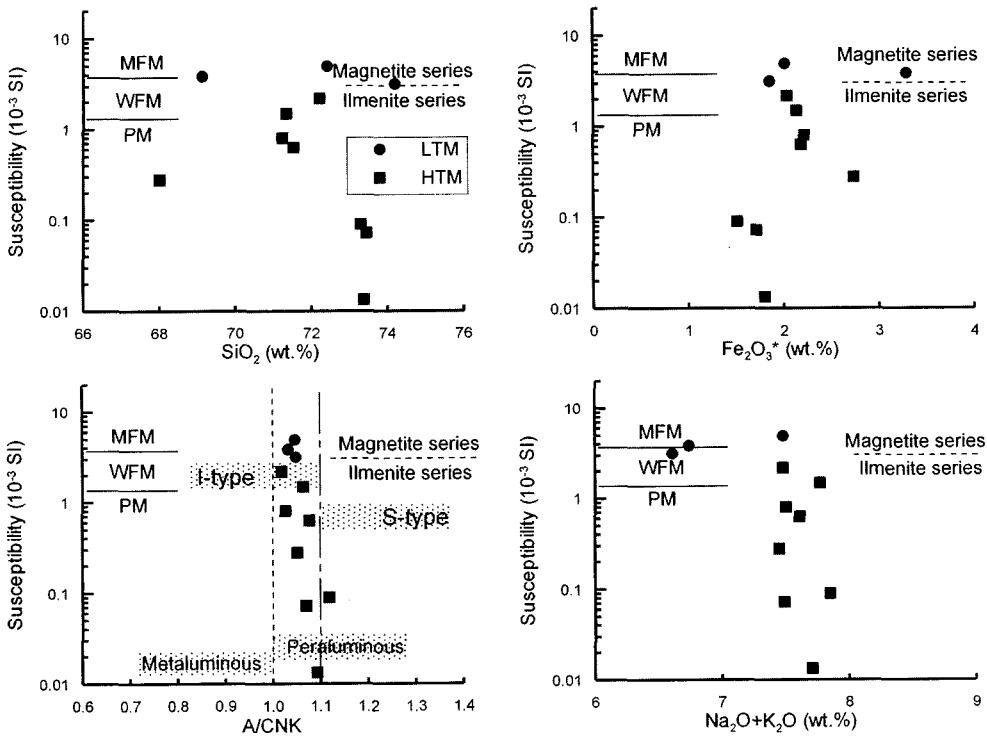 Susceptibility (10⁻³ SI)
10
1
0.1
0.01
MFM
WFM
PM
Magnetite series
Ilmenite series
LTM
HTM
66 68 70 72 74 76
SiO₂ (wt.%)
Susceptibility (10⁻³ SI)
10
1
0.1
0.01
MFM
WFM
PM
Magnetite series
Ilmenite series
0 1 2 3 4
Fe₂O₃* (wt.%)
Susceptibility (10⁻³ SI)
10
1
0.1
0.01
MFM
WFM
PM
Magnetite series
Ilmenite series
I-type
S-type
Peraluminous
Metaluminous
0.6 0.7 0.8 0.9 1.0 1.1 1.2 1.3 1.4
A/CNK
Susceptibility (10⁻³ SI)
10
1
0.1
0.01
MFM
WFM
PM
Magnetite series
Ilmenite series
6 7 8 9
Na₂O+K₂O (wt.%)